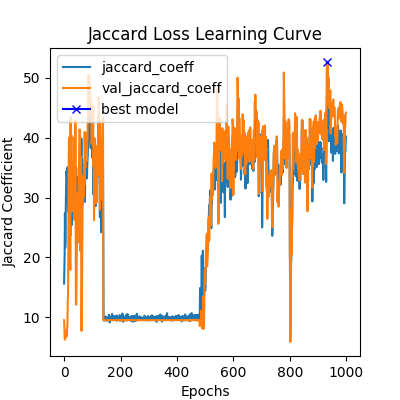 Jaccard Loss Learning Curve
jaccard_coeff
val_jaccard_coeff
best model
Jaccard Coefficient
50
40
30
20
10
0 200 400 600 800 1000
Epochs